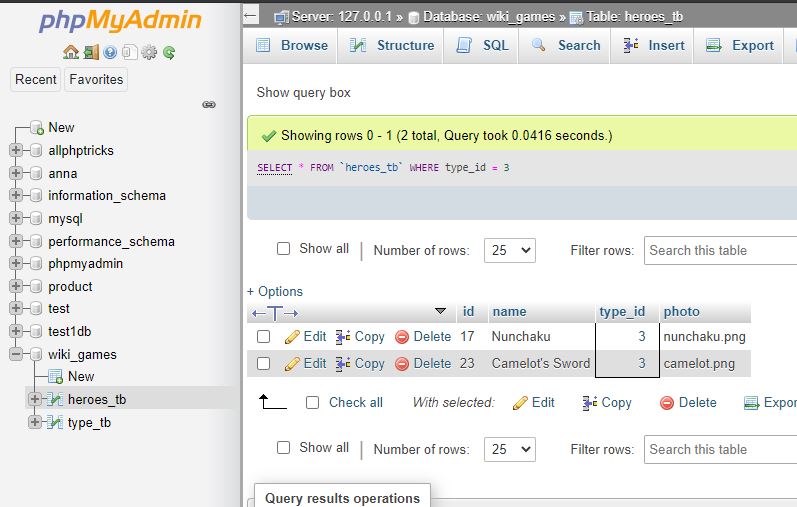 phpMyAdmin
Recent Favorites
New
allphptricks
anna
information_schema
mysql
performance_schema
phpmyadmin
product
test
test1db
wiki_games
New
heroes_tb
type_tb
Server: 127.0.0.1 » Database: wiki_games » Table: heroes_tb
Browse Structure SQL Search Insert Export
Show query box
Showing rows 0 - 1 (2 total, Query took 0.0416 seconds.)
SELECT * FROM `heroes_tb` WHERE type_id = 3
Show all | Number of rows: 25 Filter rows: Search this table
+ Options
←T→ id name type_id photo
Edit Copy Delete 17 Nunchaku 3 nunchaku.png
Edit Copy Delete 23 Camelot's Sword 3 camelot.png
Check all With selected: Edit Copy Delete Expor
Show all | Number of rows: 25 Filter rows: Search this table
Query results operations